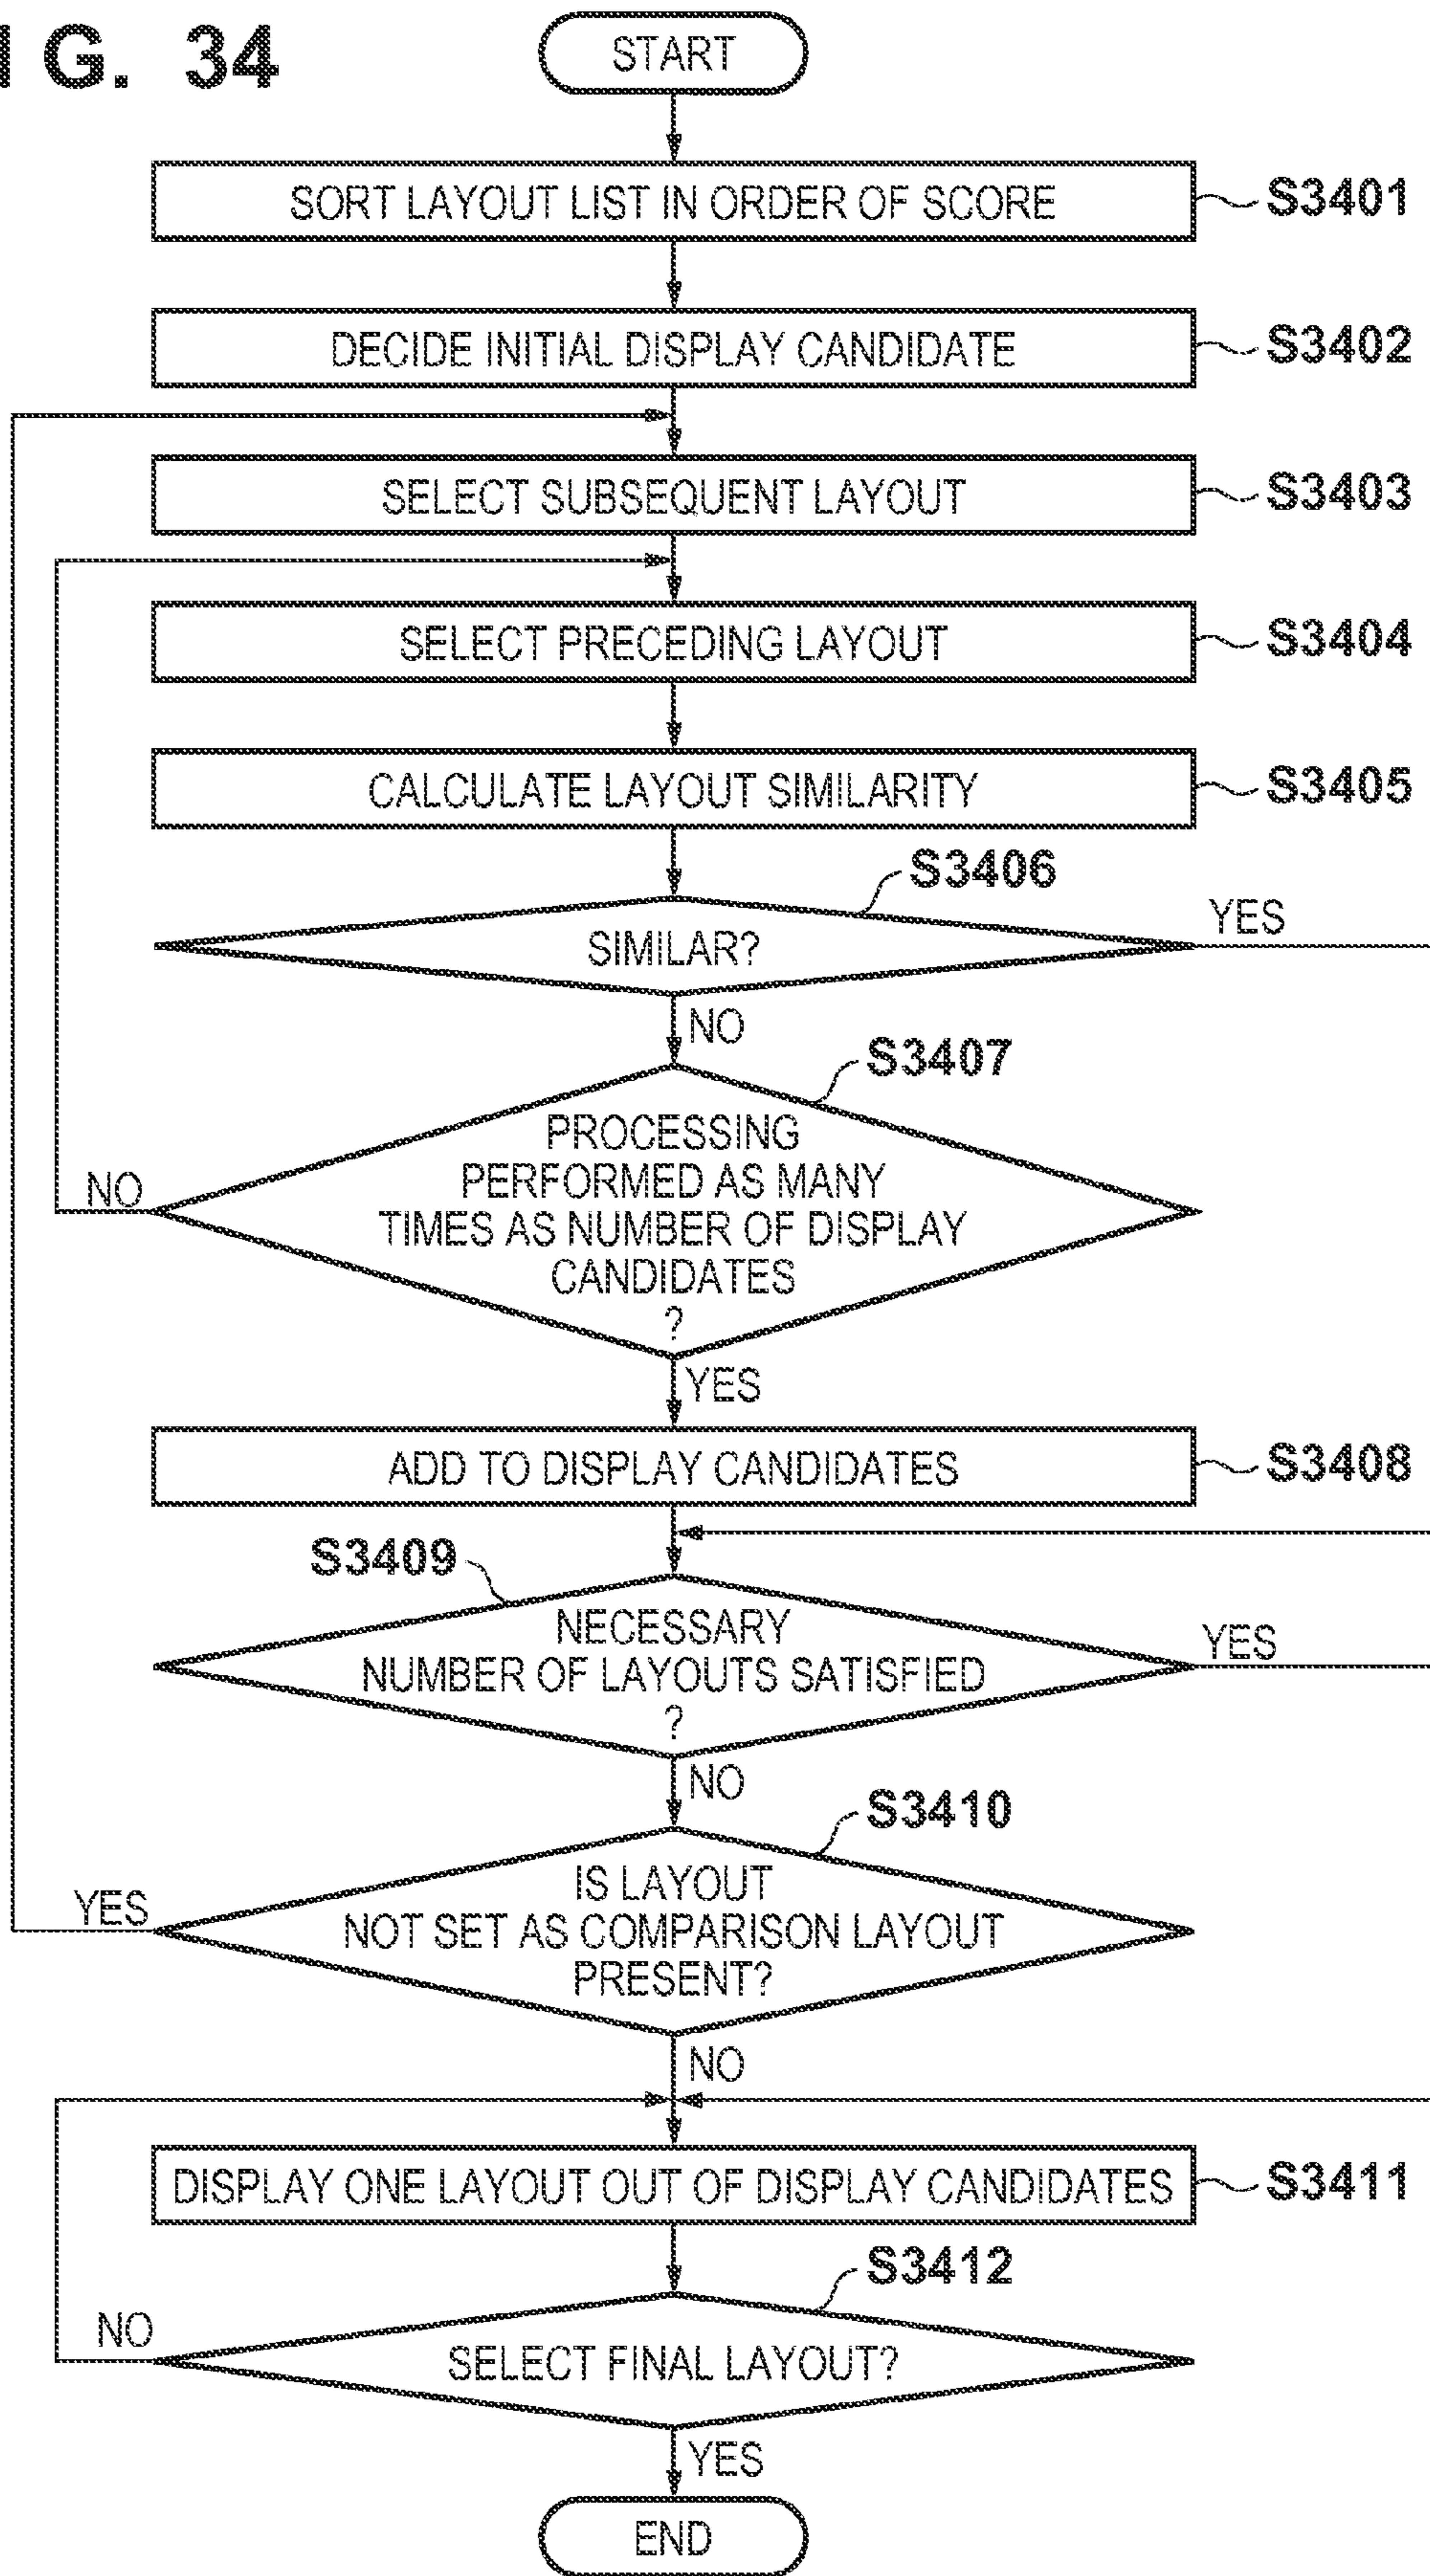 I G. 34
START
SORT LAYOUT LIST IN ORDER OF SCORE
S3401
DECIDE INITIAL DISPLAY CANDIDATE
S3402
SELECT SUBSEQUENT LAYOUT
S3403
SELECT PRECEDING LAYOUT
S3404
CALCULATE LAYOUT SIMILARITY
S3405
S3406
YES
SIMILAR?
NO
S3407
PROCESSING
PERFORMED AS MANY
TIMES AS NUMBER OF DISPLAY
CANDIDATES
?
NO
YES
ADD TO DISPLAY CANDIDATES
S3408
S3409
NECESSARY
NUMBER OF LAYOUTS SATISFIED
?
YES
NO
S3410
IS LAYOUT
NOT SET AS COMPARISON LAYOUT
PRESENT?
YES
NO
DISPLAY ONE LAYOUT OUT OF DISPLAY CANDIDATES
S3411
S3412
NO
SELECT FINAL LAYOUT?
YES
END